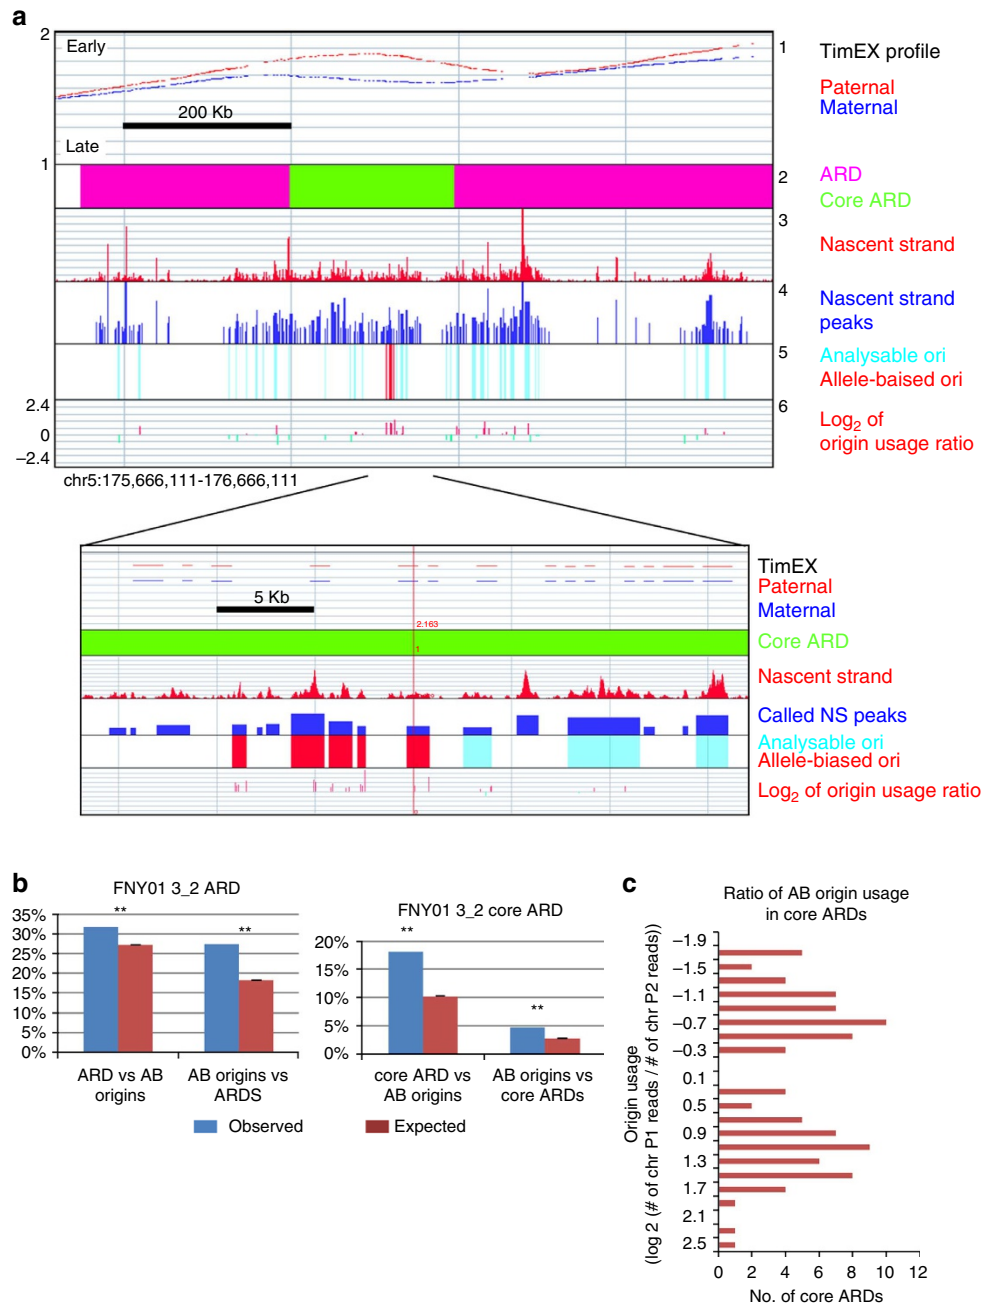 a
2
Early
1
TimEX profile
Paternal
Maternal
200 Kb
Late
1
2
ARD
Core ARD
3
Nascent strand
4
Nascent strand
peaks
5
Analysable ori
Allele-baised ori
2.4
0
−2.4
6
Log2 of
origin usage ratio
chr5:175,666,111-176,666,111
TimEX
Paternal
Maternal
5 Kb
2.163
1
Core ARD
Nascent strand
Called NS peaks
Analysable ori
Allele-biased ori
Log2 of origin usage ratio
b
FNY01 3_2 ARD
**
**
35%
30%
25%
20%
15%
10%
5%
0%
ARD vs AB
origins
AB origins vs
ARDS
FNY01 3_2 core ARD
**
**
20%
15%
10%
5%
0%
core ARD vs
AB origins
AB origins vs
core ARDs
Observed
Expected
c
Ratio of AB origin usage
in core ARDs
Origin usage
(log 2 (# of chr P1 reads / # of chr P2 reads))
−1.9
−1.5
−1.1
−0.7
−0.3
0.1
0.5
0.9
1.3
1.7
2.1
2.5
0 2 4 6 8 10 12
No. of core ARDs